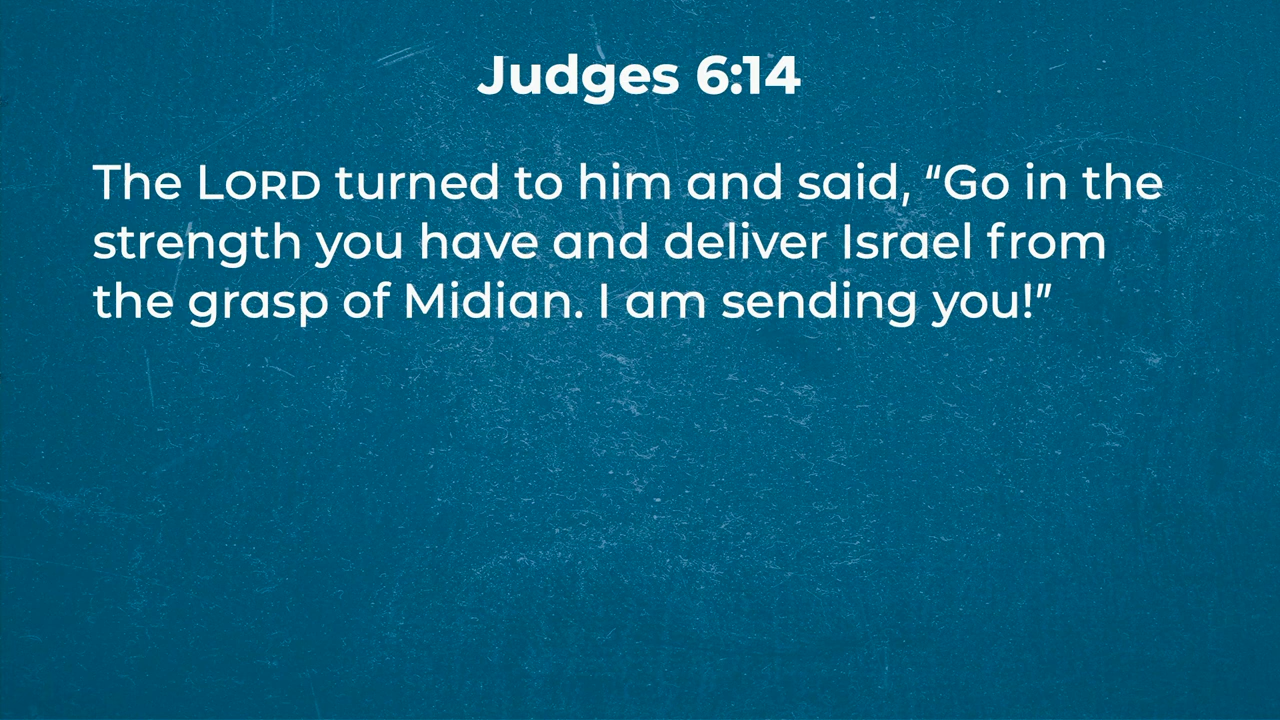 Judges 6:14
The LORD turned to him and said, “Go in the
strength you have and deliver Israel from
the grasp of Midian. I am sending you!”